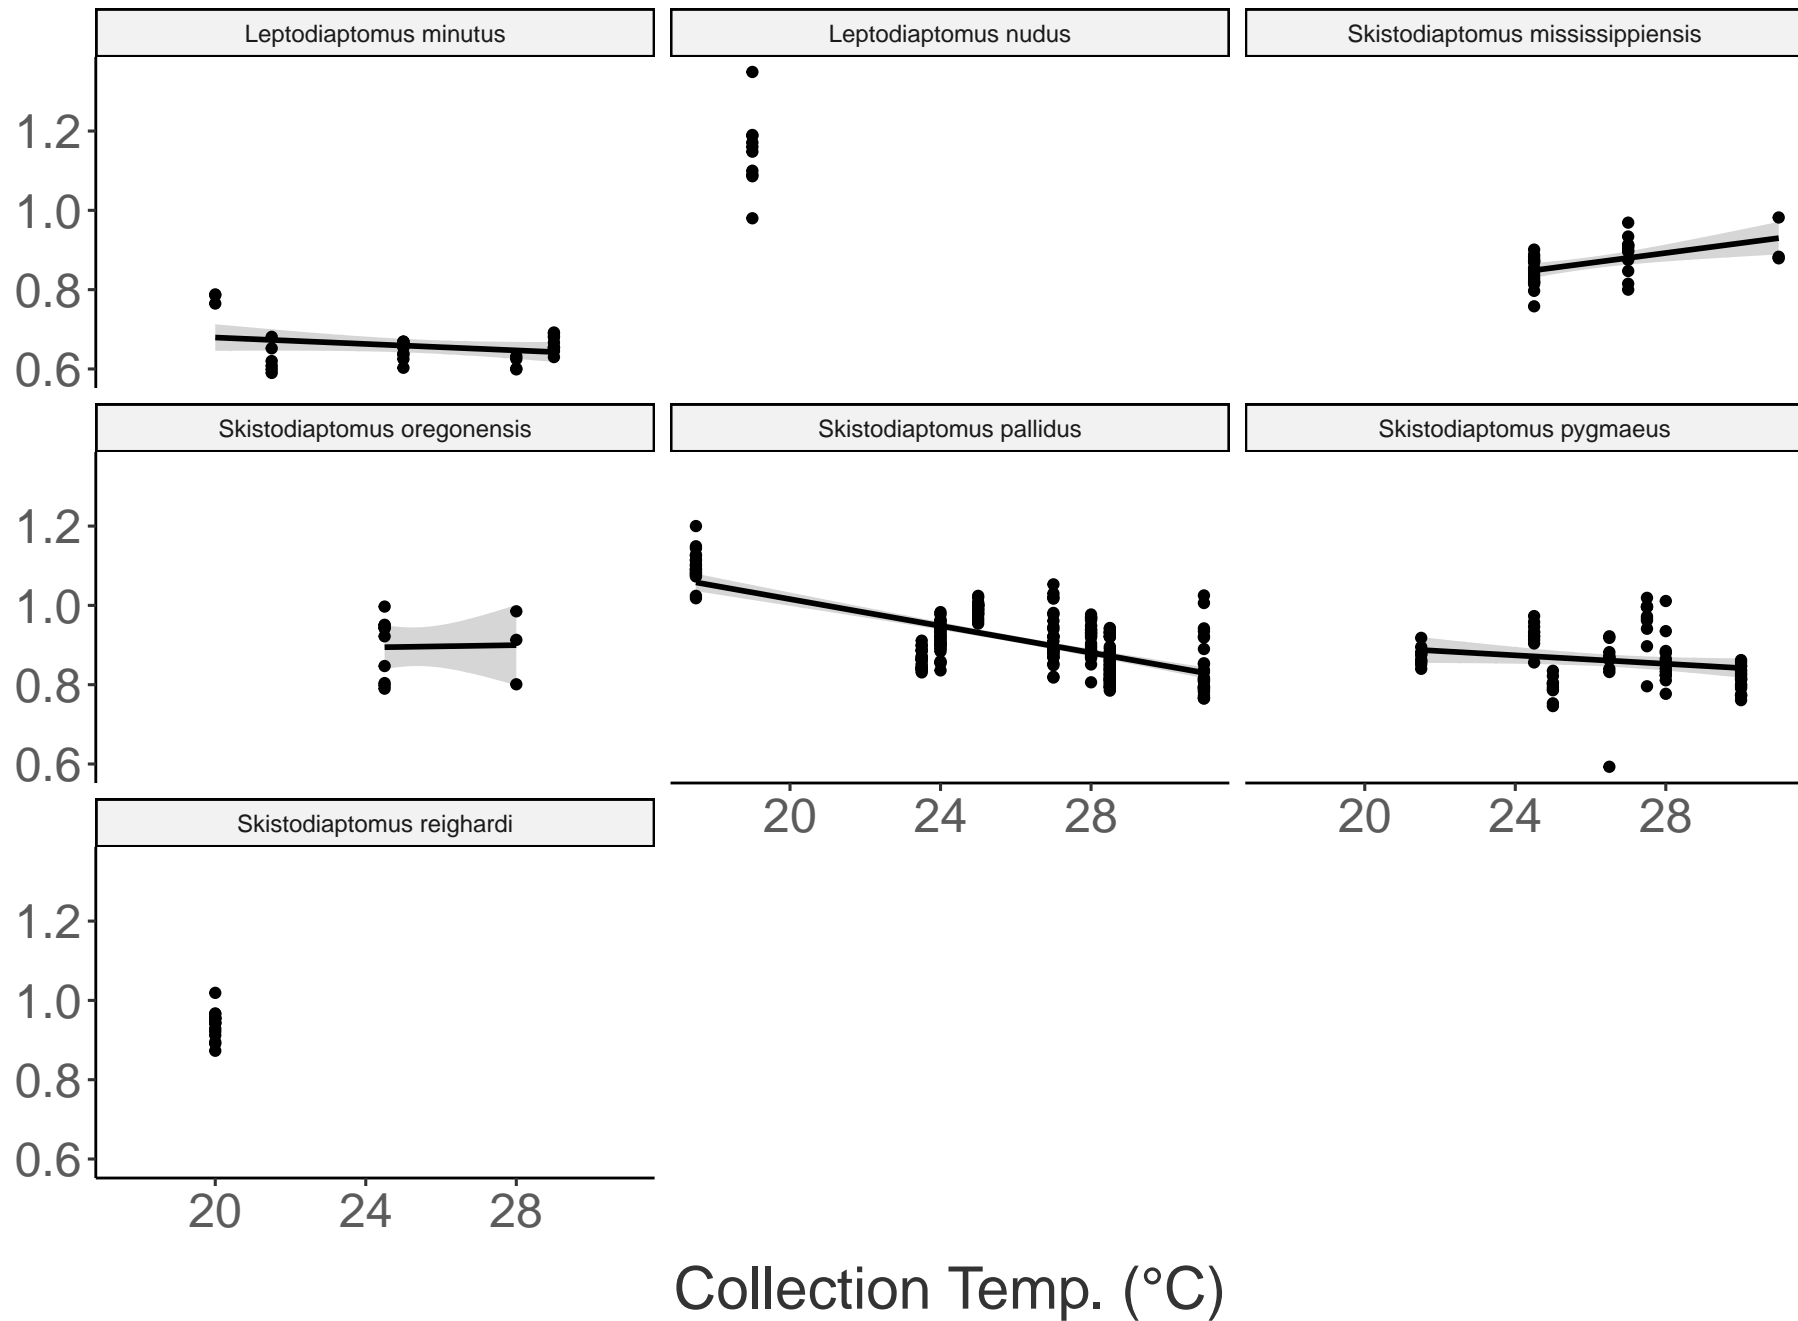 Leptodiaptomus minutus
Leptodiaptomus nudus
Skistodiaptomus mississippiensis
1.2
1.0
0.8
0.6
Skistodiaptomus oregonensis
Skistodiaptomus pallidus
Skistodiaptomus pygmaeus
1.2
1.0
0.8
0.6
20 24 28
20 24 28
Skistodiaptomus reighardi
1.2
1.0
0.8
0.6
20 24 28
Collection Temp. (°C)